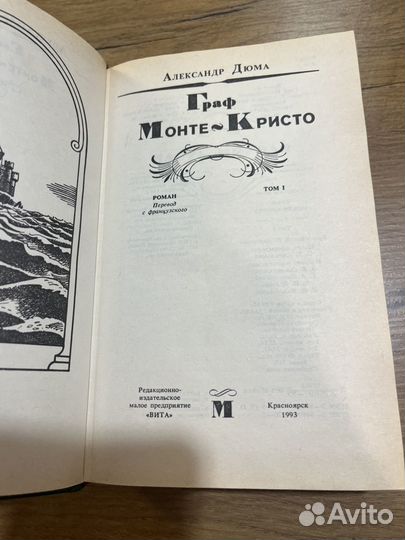 Александр Дюма
Граф
Монте~Кристо
РОМАН
Перевод
с французского
ТОМ 1
Редакционно-
издательское
малое предприятие
«ВИТА»
М
Красноярск
1993
Avito